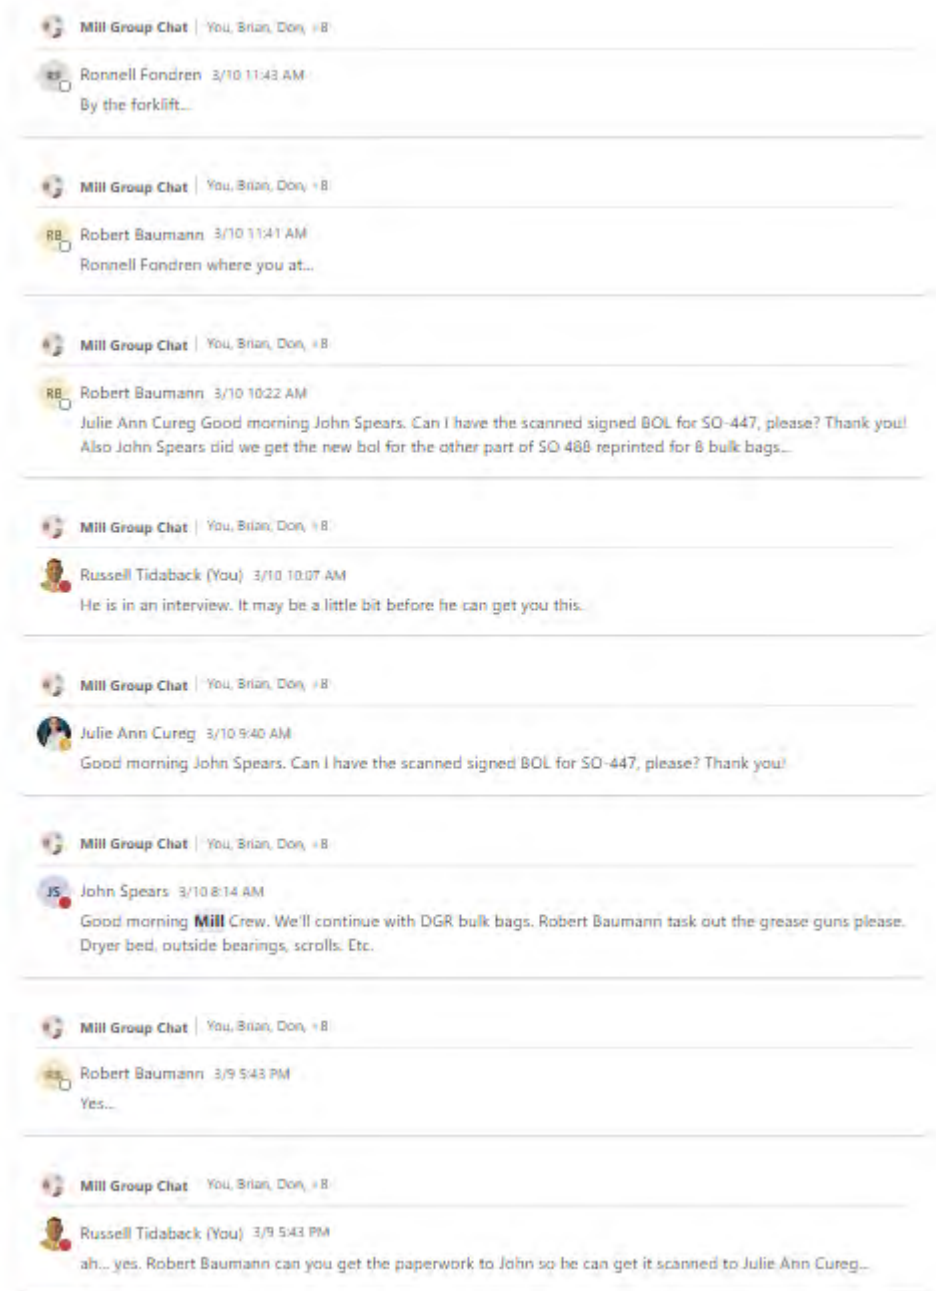 Mill Group Chat | You, Brian, Don, +8
Ronnell Fondren 3/10 11:43 AM
By the forklift...
Mill Group Chat | You, Brian, Don, +8
RB Robert Baumann 3/10 11:41 AM
Ronnell Fondren where you at...
Mill Group Chat | You, Brian, Don, +8
RB Robert Baumann 3/10 10:22 AM
Julie Ann Cureg Good morning John Spears. Can I have the scanned signed BOL for SO-447, please? Thank you!
Also John Spears did we get the new bol for the other part of SO 488 reprinted for 8 bulk bags...
Mill Group Chat | You, Brian, Don, +8
Russell Tidaback (You) 3/10 10:07 AM
He is in an interview. It may be a little bit before he can get you this.
Mill Group Chat | You, Brian, Don, +8
Julie Ann Cureg 3/10 9:40 AM
Good morning John Spears. Can I have the scanned signed BOL for SO-447, please? Thank you!
Mill Group Chat | You, Brian, Don, +8
JS John Spears 3/10 8:14 AM
Good morning Mill Crew. We'll continue with DGR bulk bags. Robert Baumann task out the grease guns please.
Dryer bed, outside bearings, scrolls. Etc.
Mill Group Chat | You, Brian, Don, +8
Robert Baumann 3/9 5:43 PM
Yes...
Mill Group Chat You, Brian, Don, +8
Russell Tidaback (You) 3/9 5:43 PM
ah... yes. Robert Baumann can you get the paperwork to John so he can get it scanned to Julie Ann Cureg...